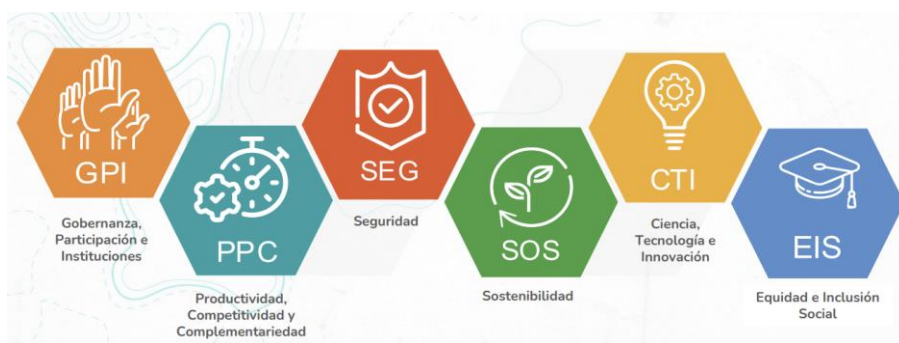 GPI
Gobernanza,
Participación e
Instituciones
PPC
Productividad,
Competitividad y
Complementariedad
SEG
Seguridad
SOS
Sostenibilidad
CTI
Ciencia,
Tecnología e
Innovación
EIS
Equidad e Inclusión
Social